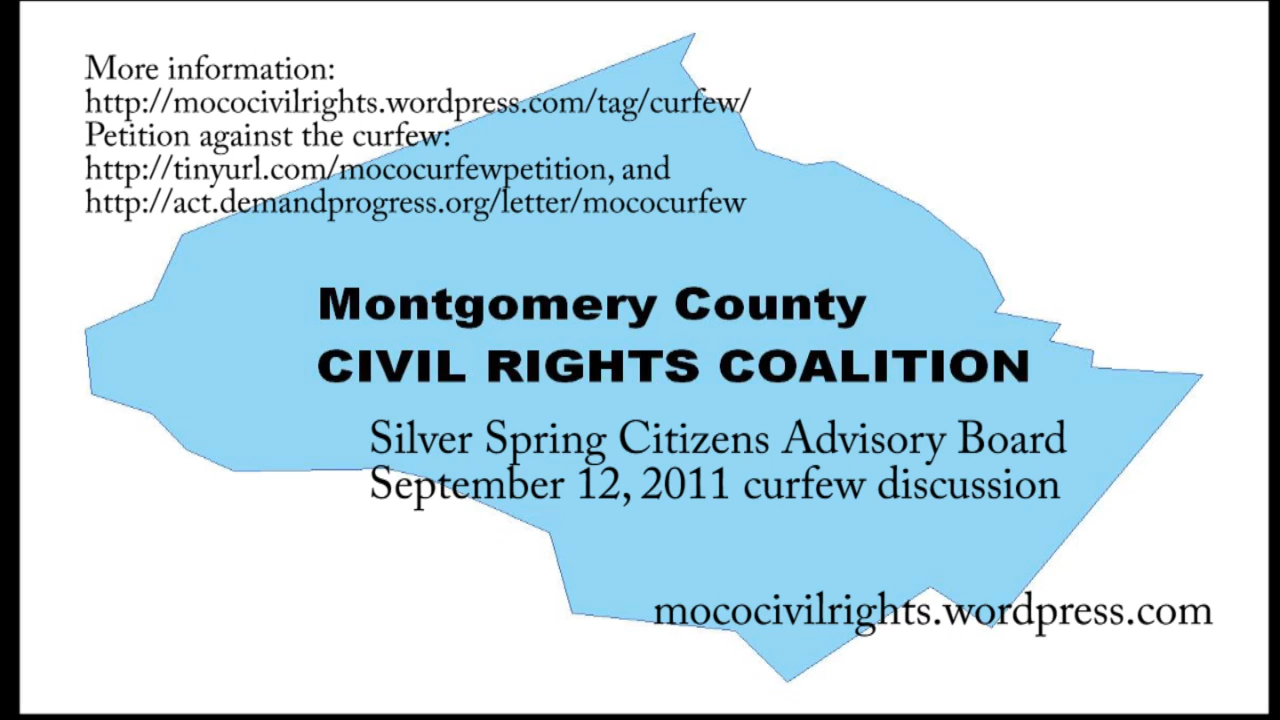 More information:
http://mococivilrights.wordpress.com/tag/curfew/
Petition against the curfew:
http://tinyurl.com/mococurfewpetition, and
http://act.demandprogress.org/letter/mococurfew
Montgomery County
CIVIL RIGHTS COALITION
Silver Spring Citizens Advisory Board
September 12, 2011 curfew discussion
mococivilrights.wordpress.com